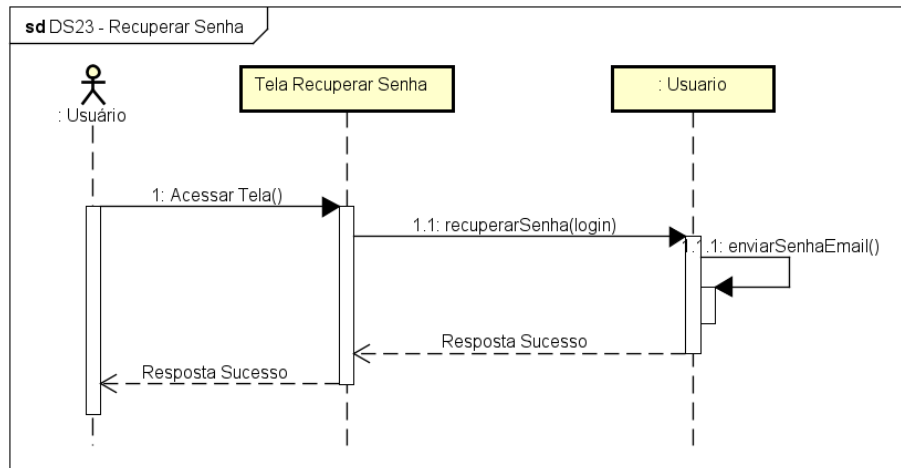 sd DS23 - Recuperar Senha
: Usuário
Tela Recuperar Senha
: Usuario
1: Acessar Tela()
1.1: recuperarSenha(login)
1.1.1: enviarSenhaEmail()
Resposta Sucesso
Resposta Sucesso